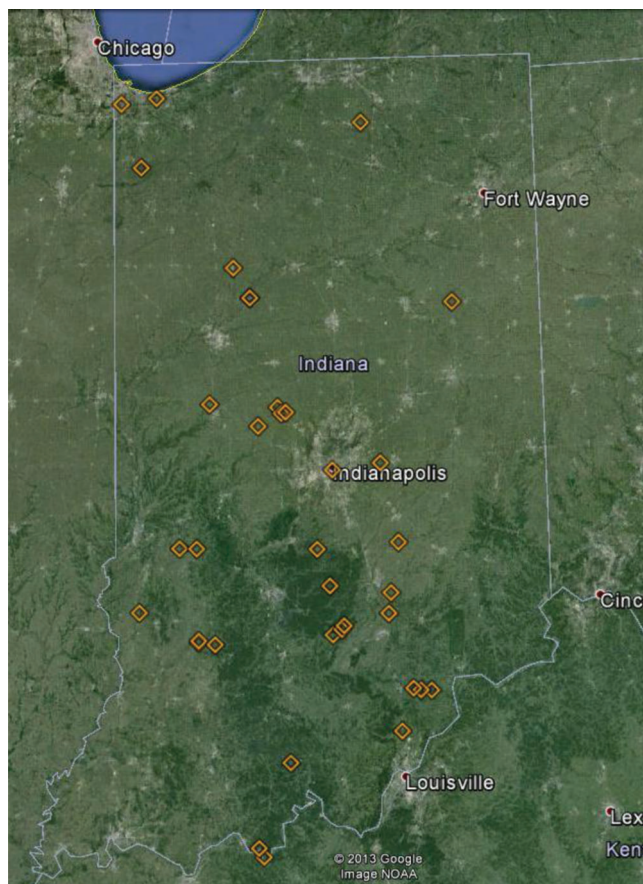 Chicago
Fort Wayne
Indiana
Indianapolis
Cinc
Louisville
Lex
Ken
© 2013 Google
Image NOAA